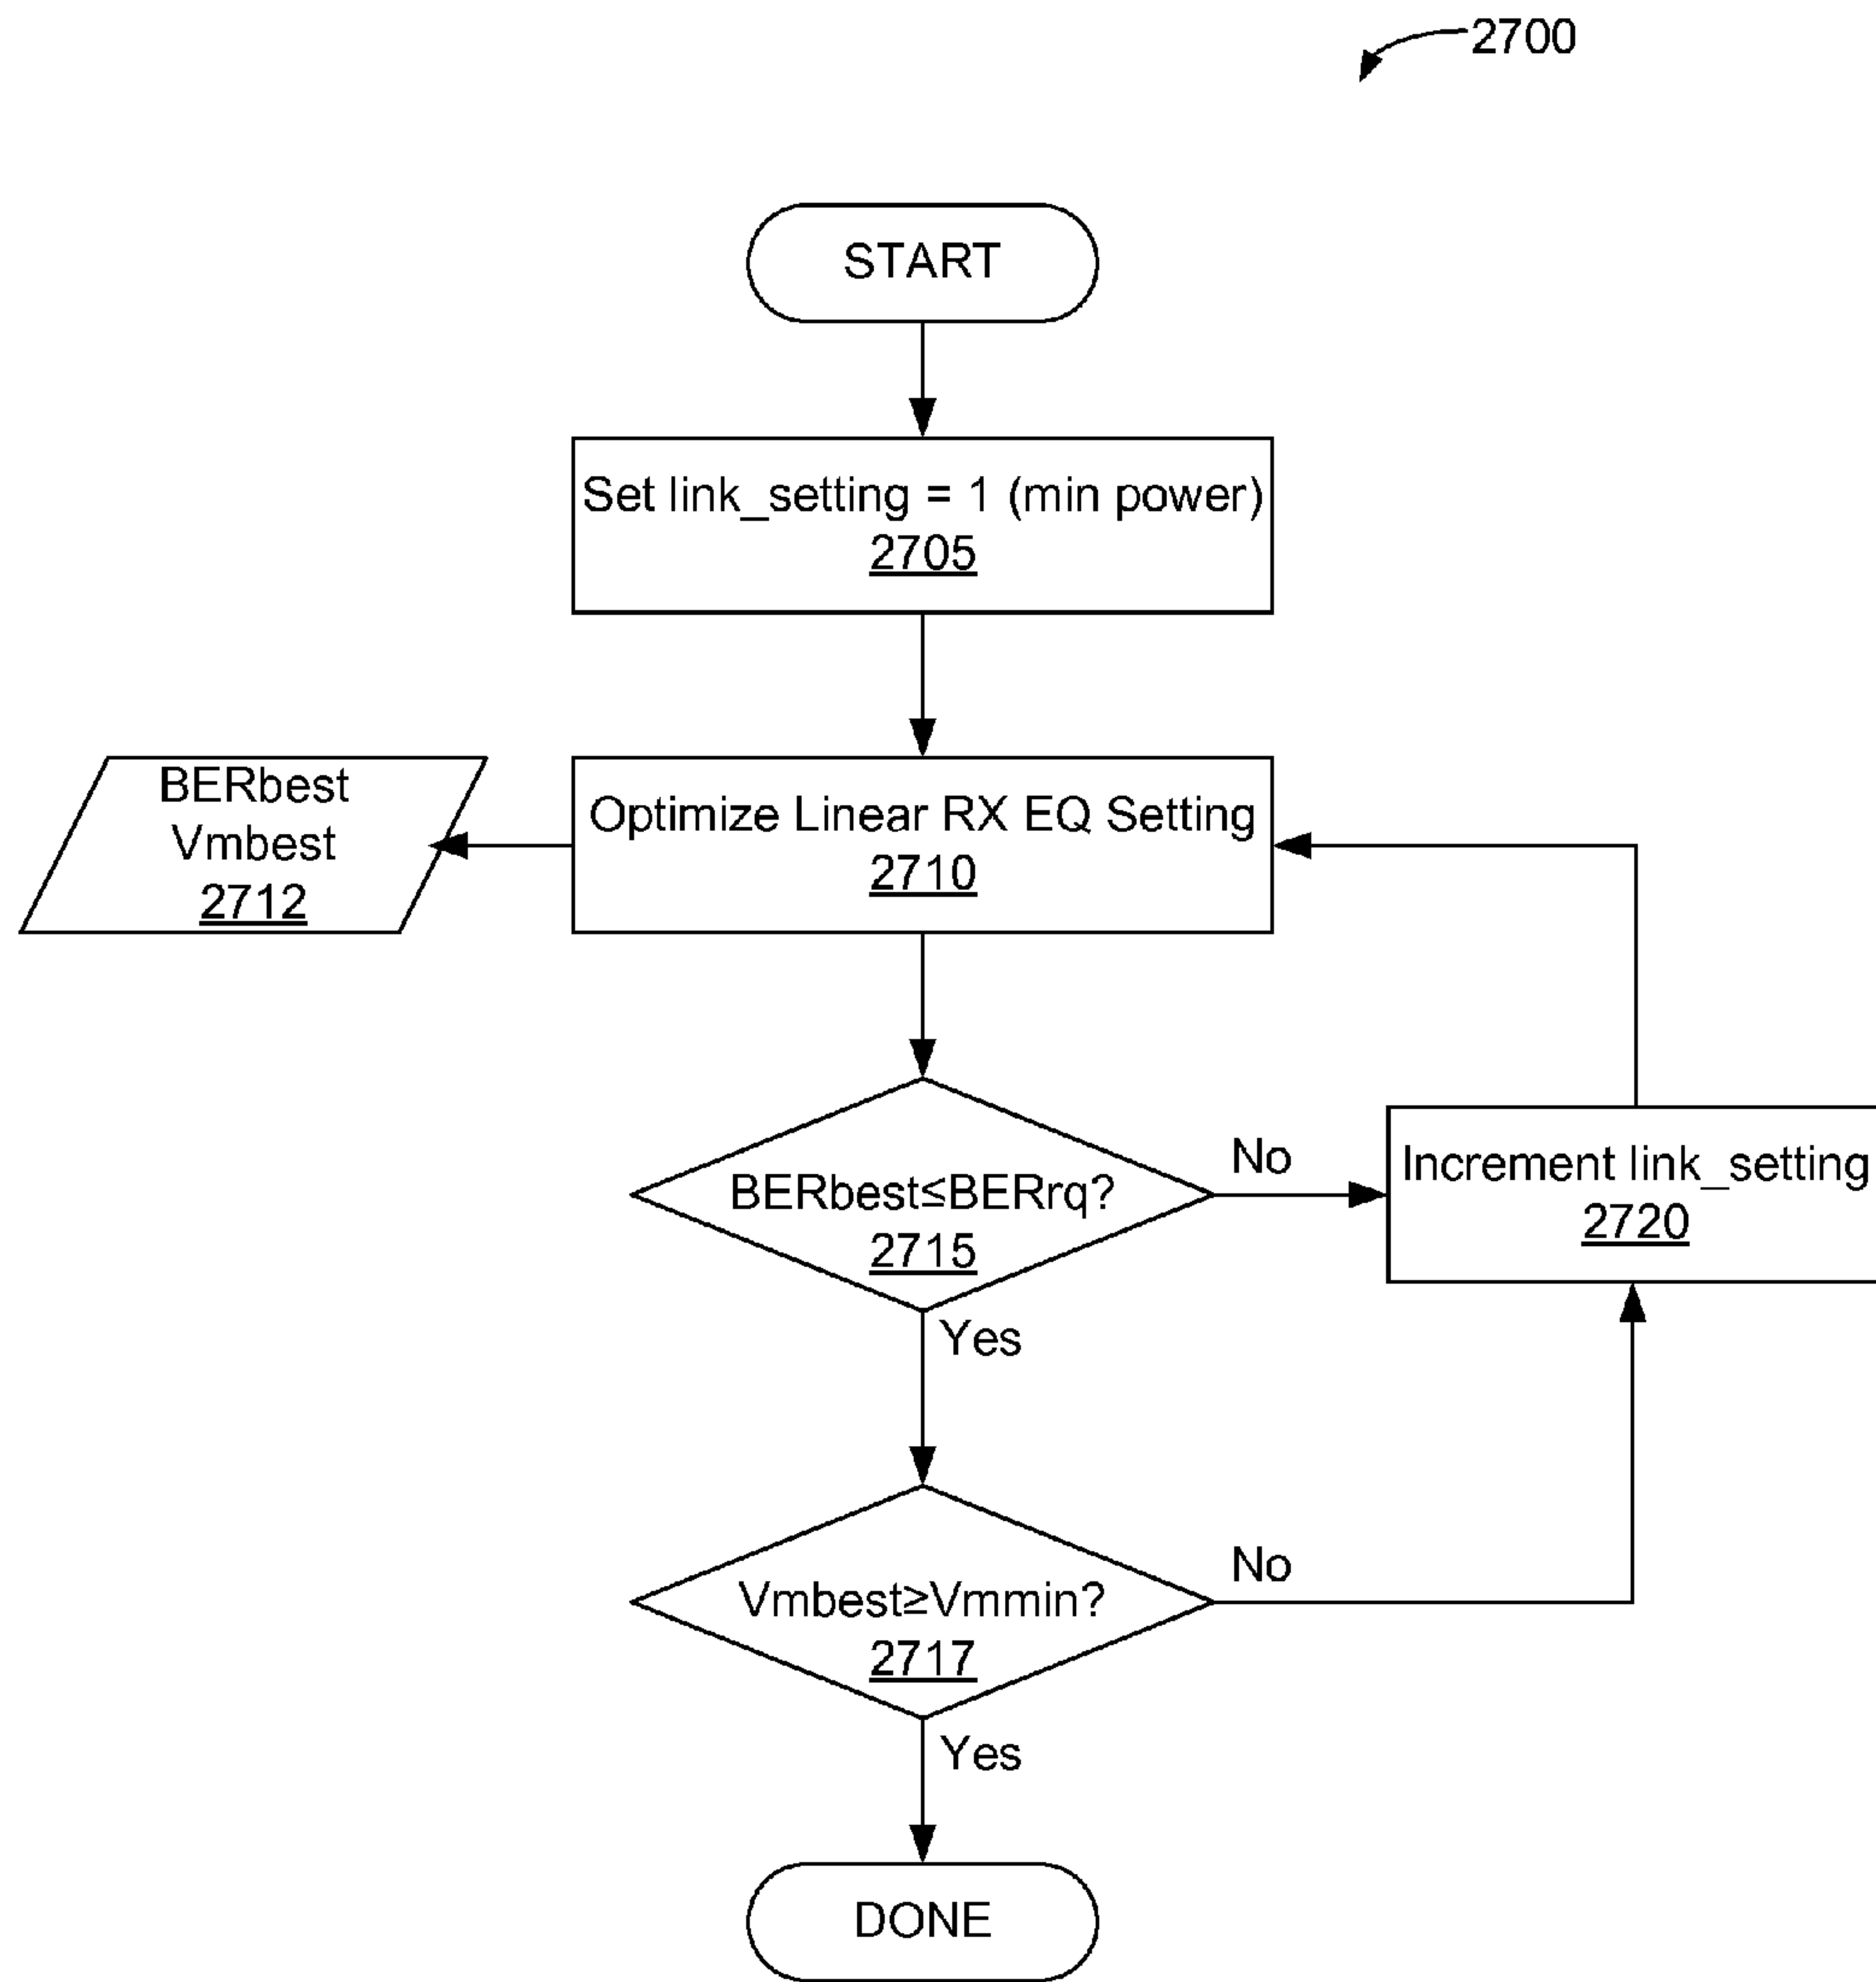 2700
START
Set link_setting = 1 (min power)
2705
BERbest
Vmbest
2712
Optimize Linear RX EQ Setting
2710
BERbest≤BERrq?
2715
No
Increment link_setting
2720
Yes
Vmbest≥Vmmin?
2717
No
Yes
DONE